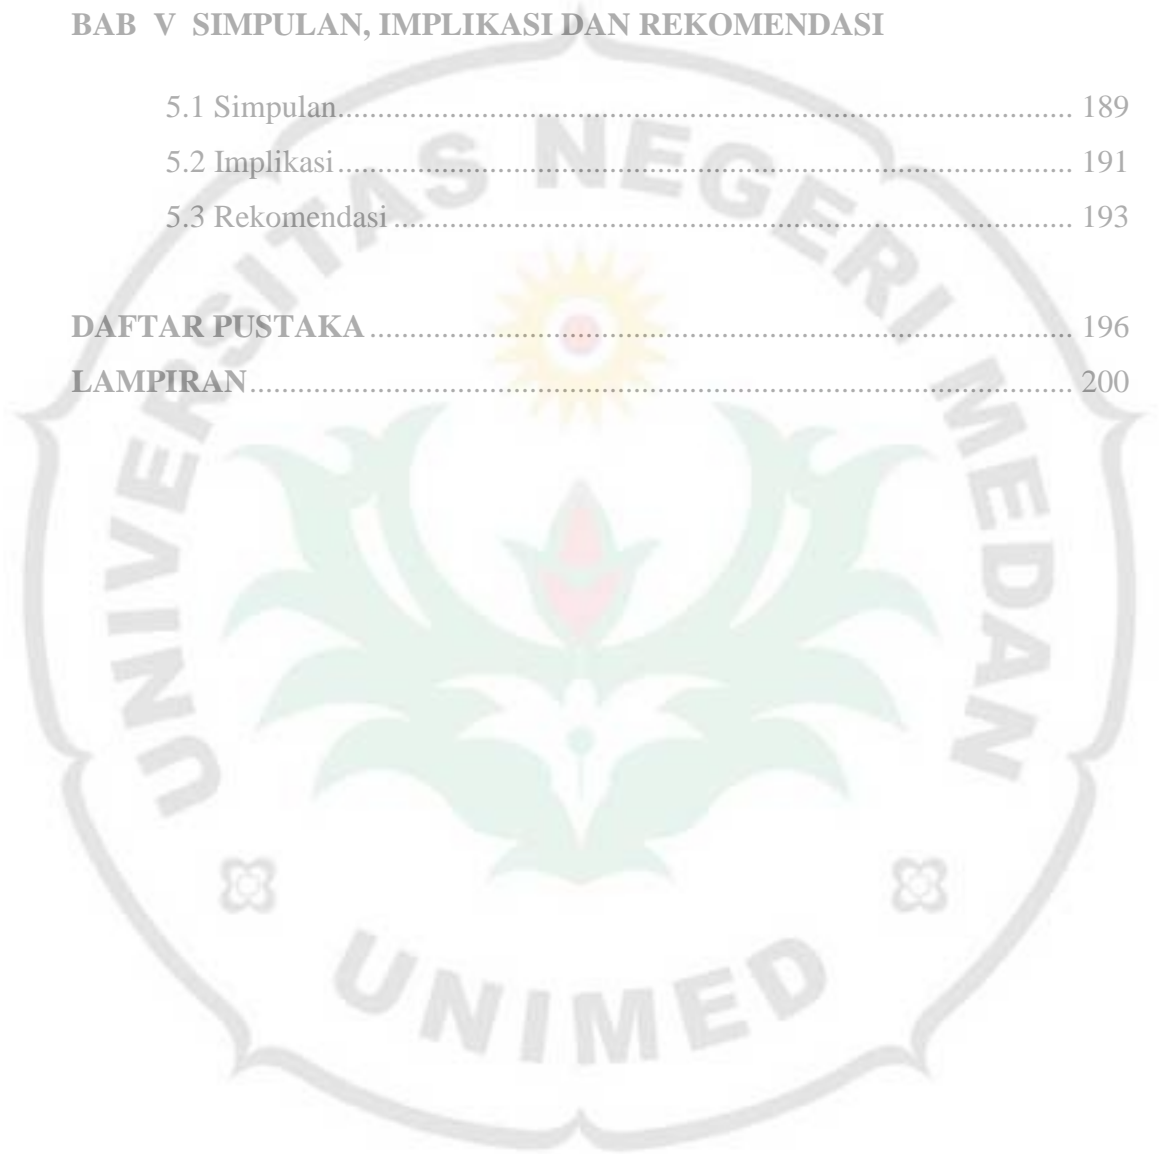 BAB V SIMPULAN, IMPLIKASI DAN REKOMENDASI
5.1 Simpulan.......................................................................................... 189
5.2 Implikasi.......................................................................................... 191
5.3 Rekomendasi................................................................................... 193
DAFTAR PUSTAKA...................................................................................... 196
LAMPIRAN.................................................................................................... 200
UNIVERSITAS NEGERI MEDAN
UNIMED